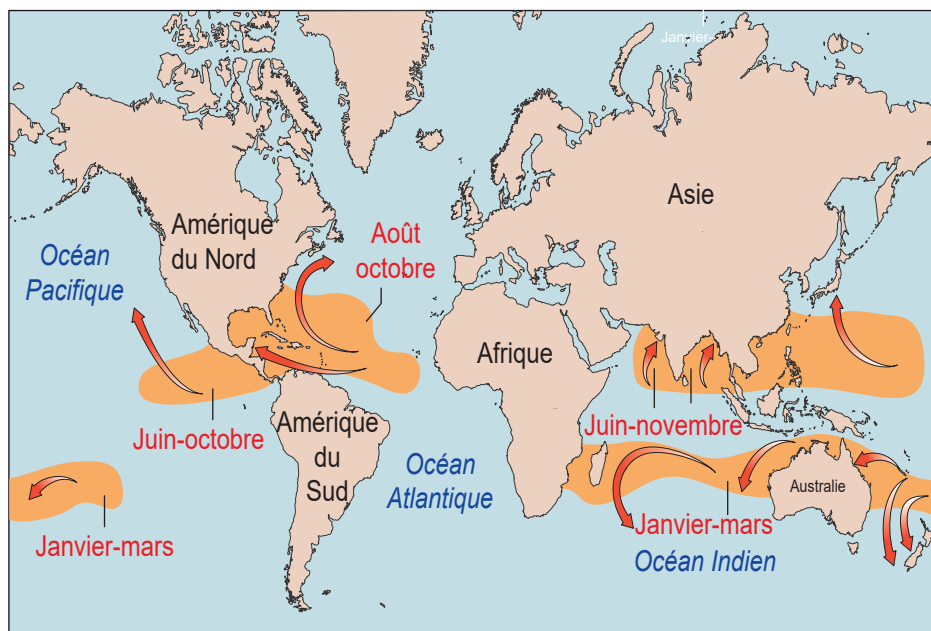 Janvier-
Asie
Amérique
du Nord
Août
octobre
Océan
Pacifique
Afrique
Juin-octobre
Amérique
du
Sud
Juin-novembre
Océan
Atlantique
Australie
Janvier-mars
Janvier-mars
Océan Indien